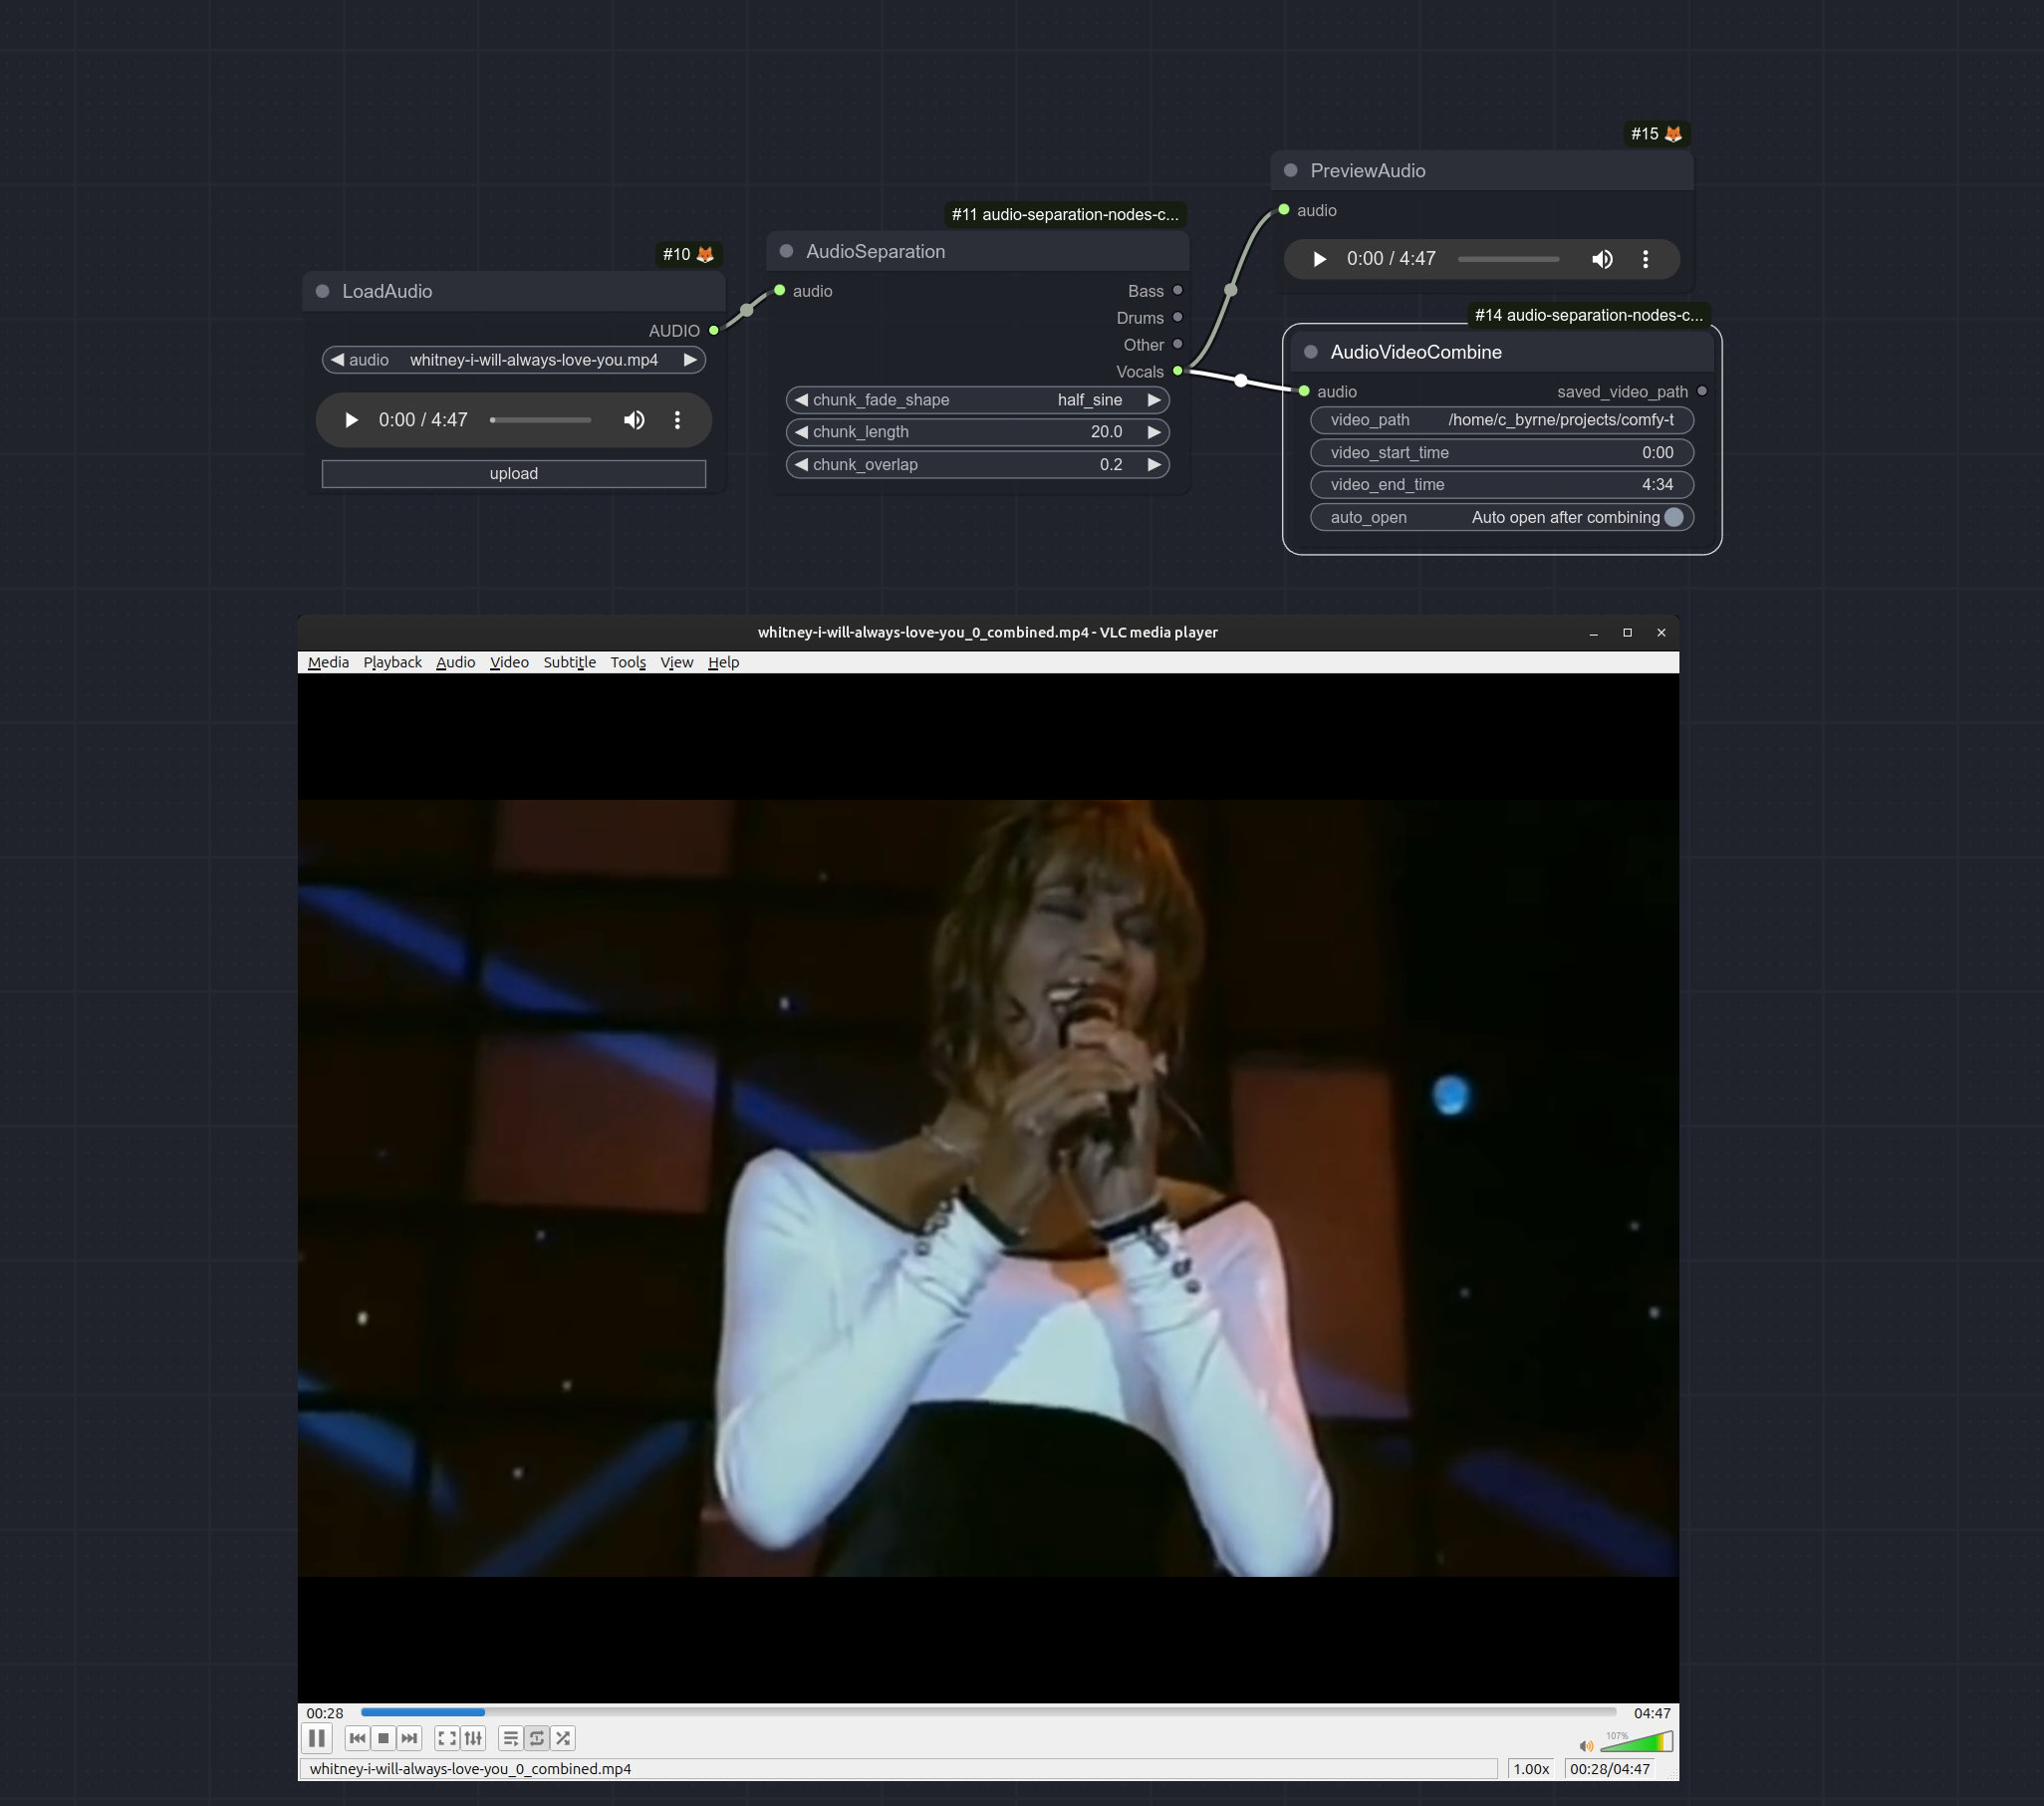 #10 🦊
LoadAudio
AUDIO
audio whitney-i-will-always-love-you.mp4
0:00 / 4:47
upload
#11 audio-separation-nodes-c...
AudioSeparation
audio
Bass
Drums
Other
Vocals
chunk_fade_shape half_sine
chunk_length 20.0
chunk_overlap 0.2
#15 🦊
PreviewAudio
audio
0:00 / 4:47
#14 audio-separation-nodes-c...
AudioVideoCombine
audio saved_video_path
video_path /home/c_byrne/projects/comfy-t
video_start_time 0:00
video_end_time 4:34
auto_open Auto open after combining
whitney-i-will-always-love-you_0_combined.mp4 - VLC media player
Media Playback Audio Video Subtitle Tools View Help
00:28 04:47
107%
whitney-i-will-always-love-you_0_combined.mp4 1.00x 00:28/04:47